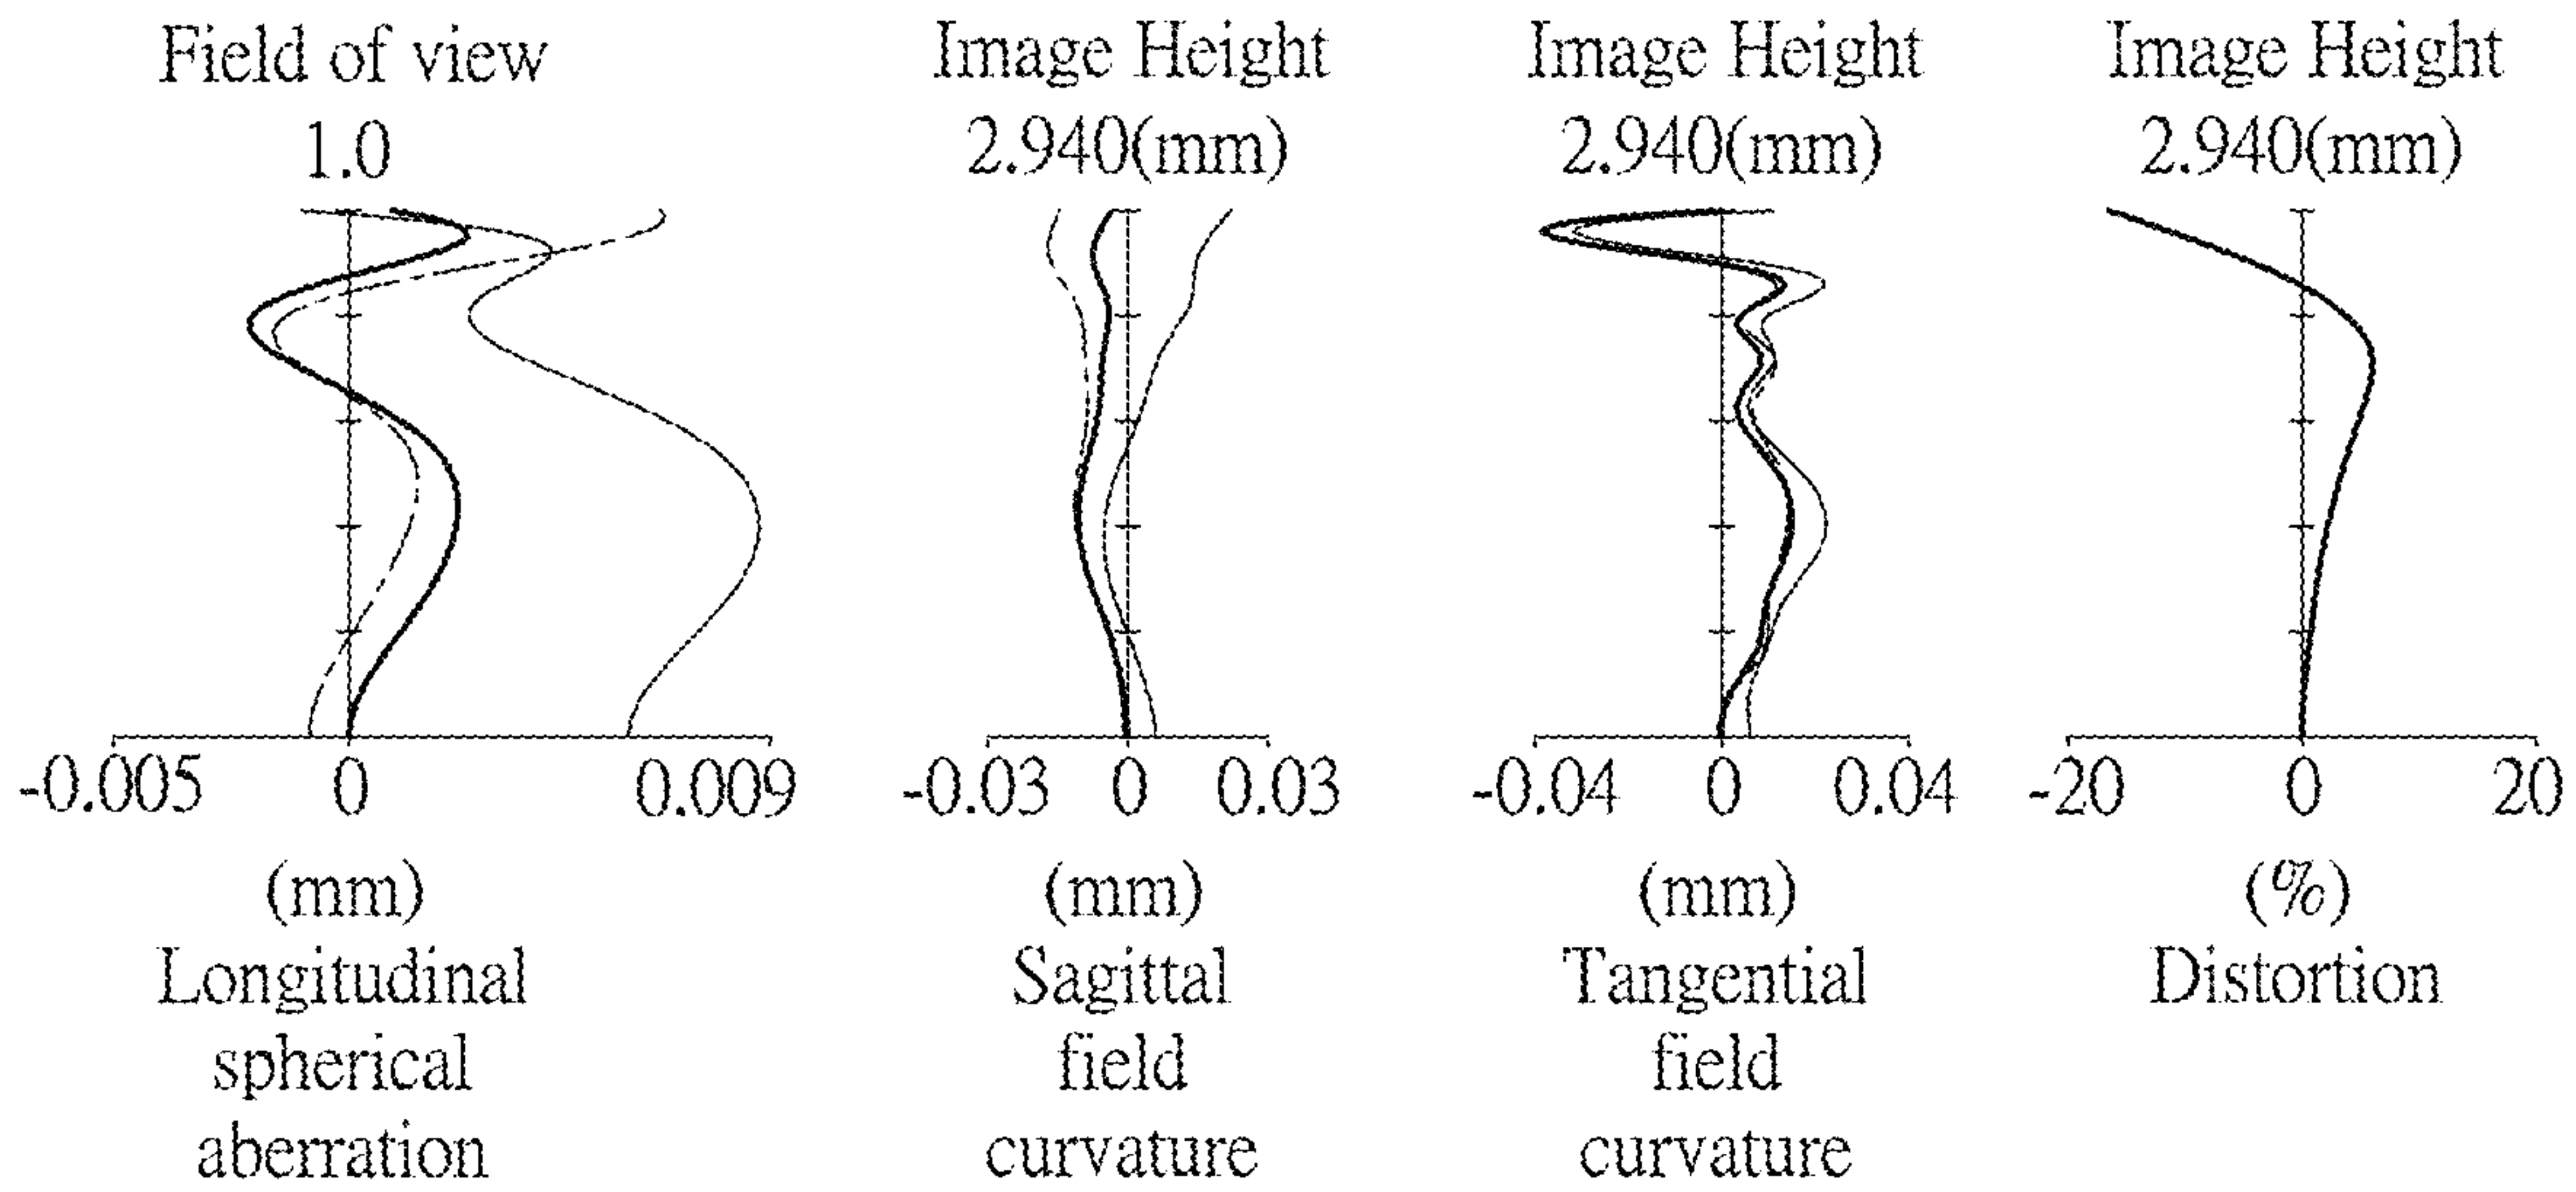 Field of view
1.0
-0.005 0 0.009
(mm)
Longitudinal
spherical
aberration
Image Height
2.940(mm)
-0.03 0 0.03
(mm)
Sagittal
field
curvature
Image Height
2.940(mm)
-0.04 0 0.04
(mm)
Tangential
field
curvature
Image Height
2.940(mm)
-20 0 20
(%)
Distortion